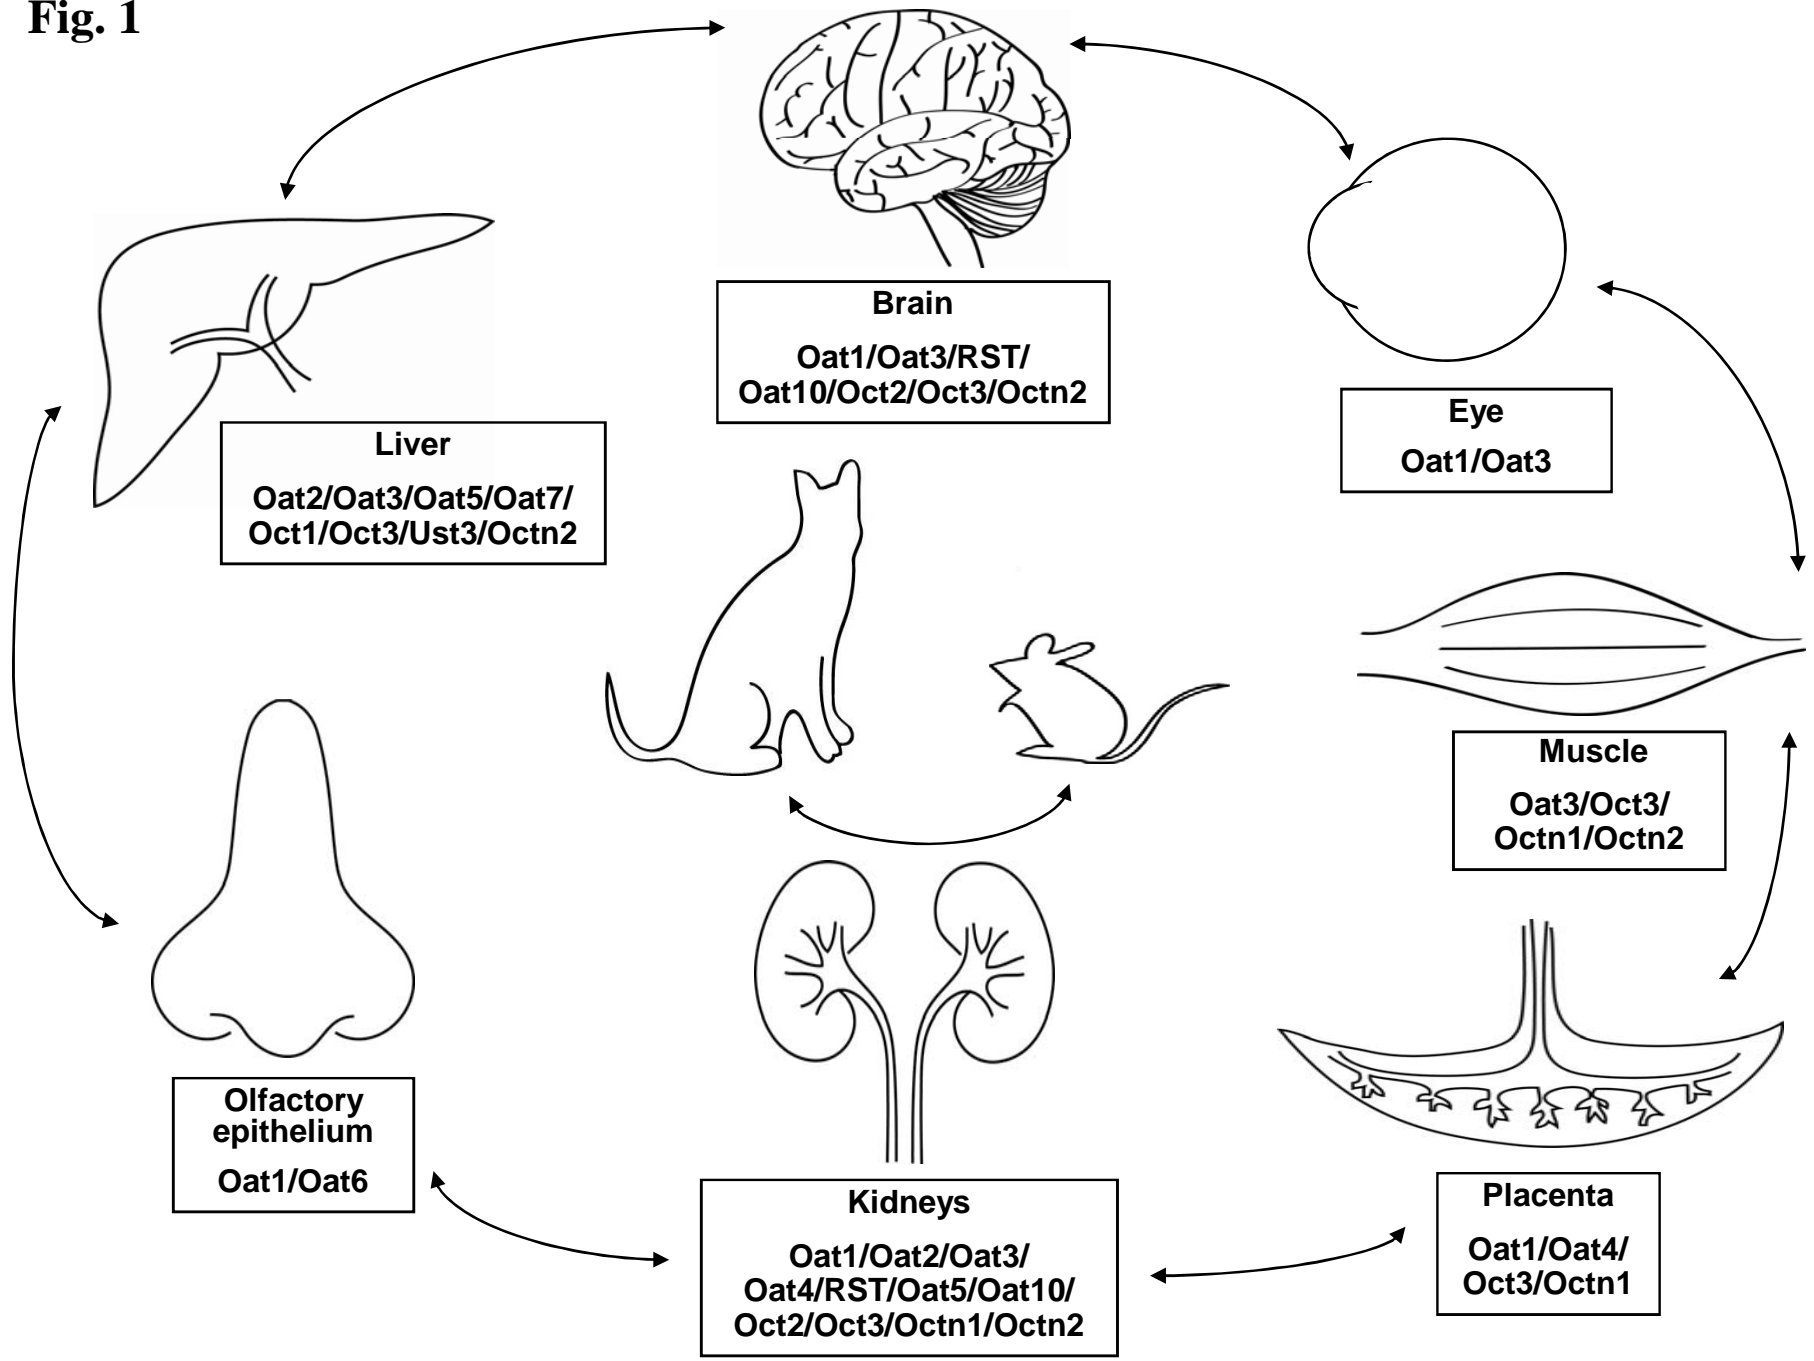 Fig. 1
Brain
Oat1/Oat3/RST/
Oat10/Oct2/Oct3/Octn2
Eye
Oat1/Oat3
Liver
Oat2/Oat3/Oat5/Oat7/
Oct1/Oct3/Ust3/Octn2
Muscle
Oat3/Oct3/
Octn1/Octn2
Olfactory
epithelium
Oat1/Oat6
Kidneys
Oat1/Oat2/Oat3/
Oat4/RST/Oat5/Oat10/
Oct2/Oct3/Octn1/Octn2
Placenta
Oat1/Oat4/
Oct3/Octn1